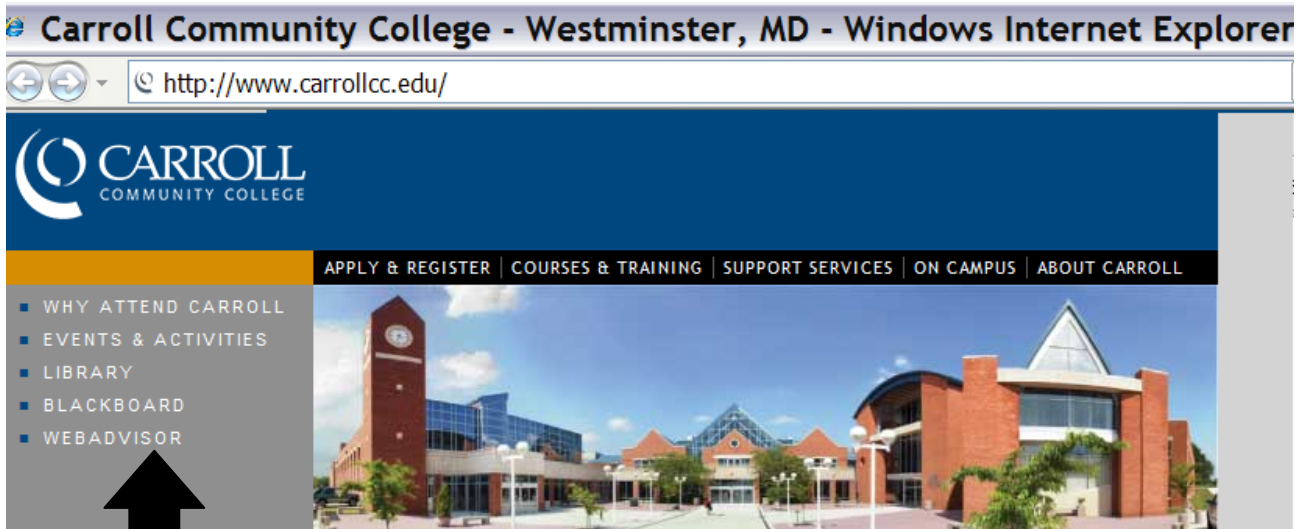 Carroll Community College - Westminster, MD - Windows Internet Explorer
http://www.carrollcc.edu/
CARROLL
COMMUNITY COLLEGE
APPLY & REGISTER | COURSES & TRAINING | SUPPORT SERVICES | ON CAMPUS | ABOUT CARROLL
WHY ATTEND CARROLL
EVENTS & ACTIVITIES
LIBRARY
BLACKBOARD
WEBADVISOR